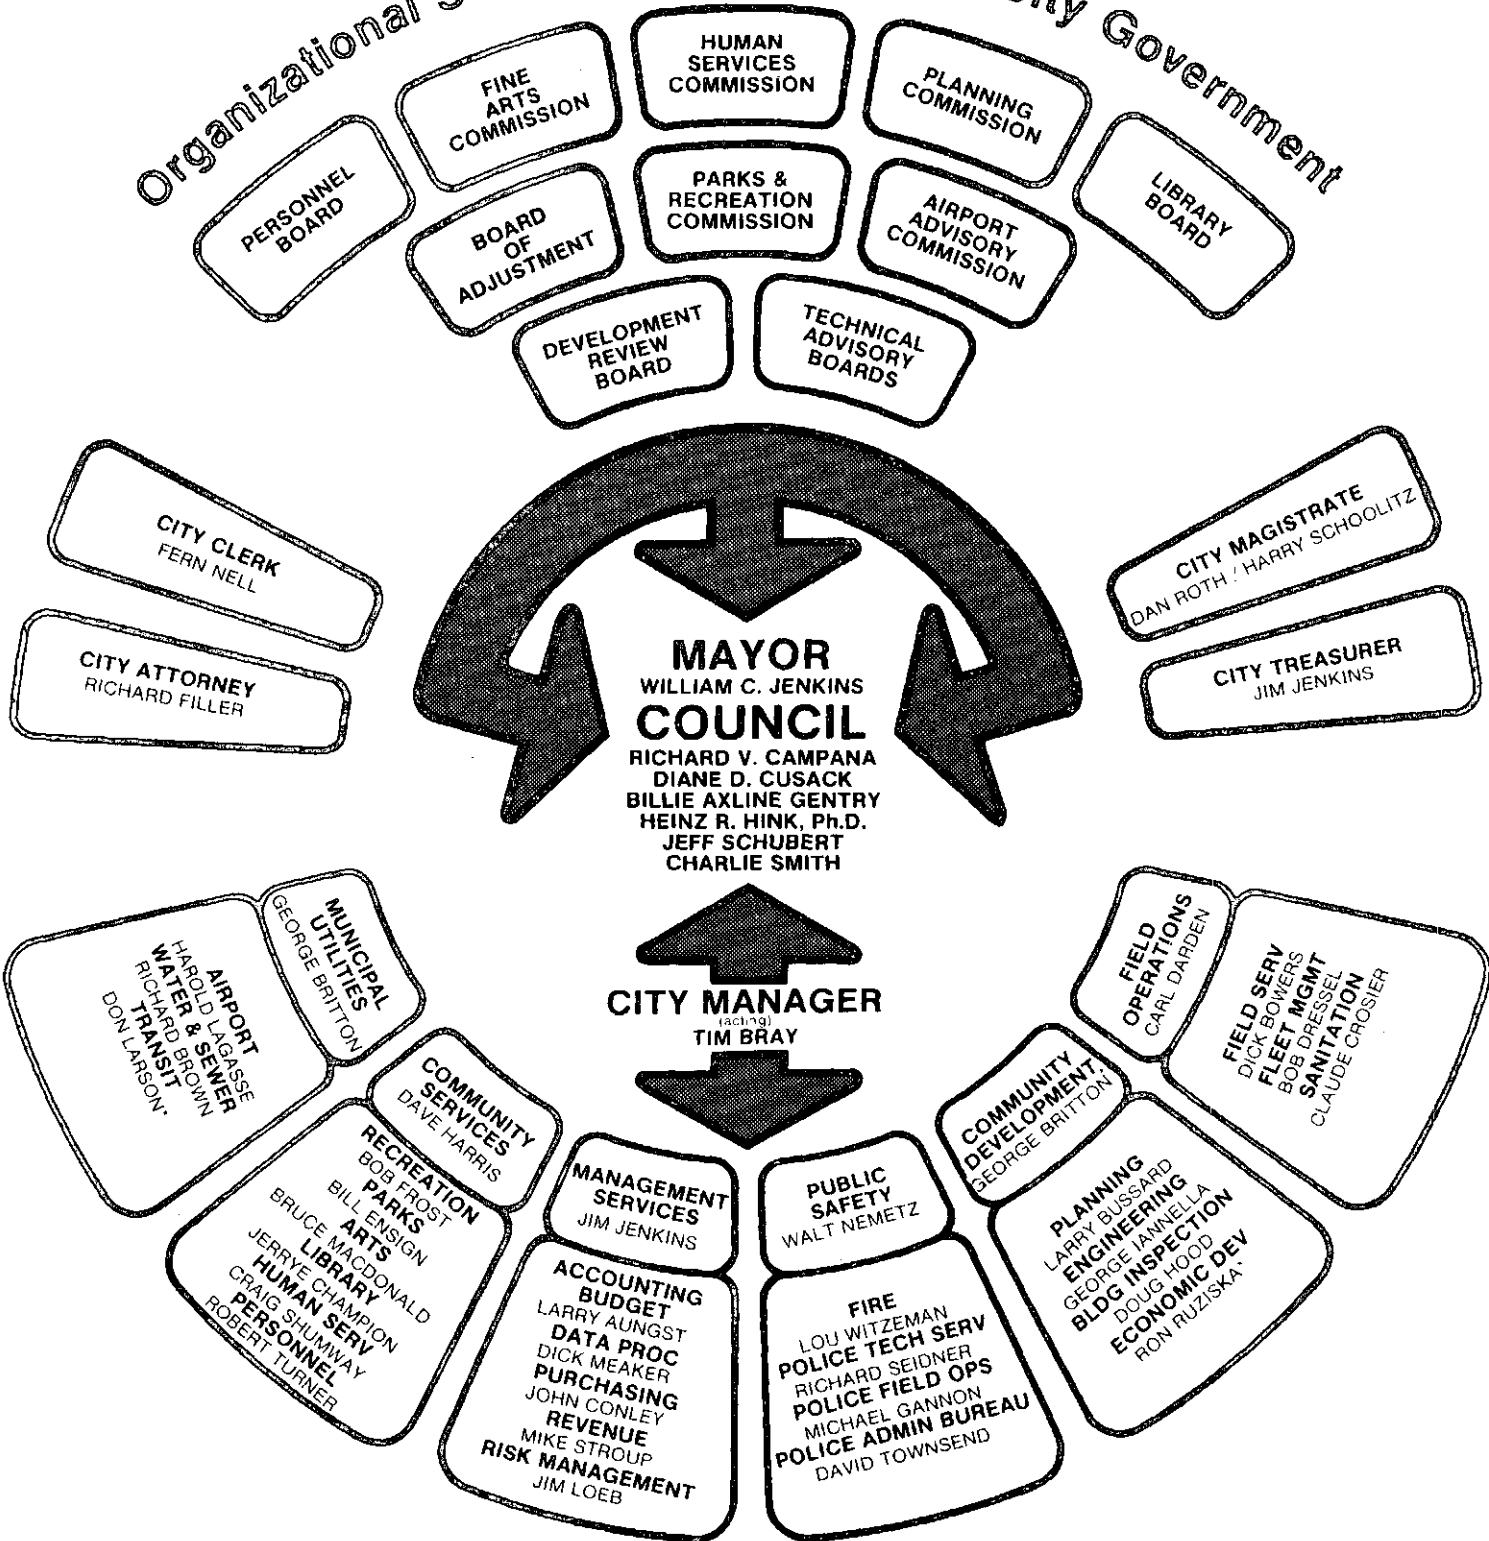 Organizational
City Government
HUMAN
SERVICES
COMMISSION
FINE
ARTS
COMMISSION
PLANNING
COMMISSION
PERSONNEL
BOARD
LIBRARY
BOARD
BOARD
OF
ADJUSTMENT
PARKS &
RECREATION
COMMISSION
AIRPORT
ADVISORY
COMMISSION
DEVELOPMENT
REVIEW
BOARD
TECHNICAL
ADVISORY
BOARDS
CITY CLERK
FERN NELL
CITY MAGISTRATE
DAN ROTH / HARRY SCHOOLITZ
CITY ATTORNEY
RICHARD FILLER
CITY TREASURER
JIM JENKINS
MAYOR
WILLIAM C. JENKINS
COUNCIL
RICHARD V. CAMPANA
DIANE D. CUSACK
BILLIE AXLINE GENTRY
HEINZ R. HINK, Ph.D.
JEFF SCHUBERT
CHARLIE SMITH
CITY MANAGER
(acting)
TIM BRAY
MUNICIPAL
UTILITIES
GEORGE BRITTON
AIRPORT
HAROLD LAGASSE
WATER & SEWER
RICHARD BROWN
TRANSIT
DON LARSON*
COMMUNITY
SERVICES
DAVE HARRIS
RECREATION
BOB FROST
PARKS
BILL ENSIGN
ARTS
BRUCE MACDONALD
LIBRARY
JERRYE CHAMPION
HUMAN SERV
CRAIG SHUMWAY
PERSONNEL
ROBERT TURNER
MANAGEMENT
SERVICES
JIM JENKINS
ACCOUNTING
BUDGET
LARRY AUNGST
DATA PROC
DICK MEAKER
PURCHASING
JOHN CONLEY
REVENUE
MIKE STROUP
RISK MANAGEMENT
JIM LOEB
PUBLIC
SAFETY
WALT NEMETZ
FIRE
LOU WITZEMAN
POLICE TECH SERV
RICHARD SEIDNER
POLICE FIELD OPS
MICHAEL GANNON
POLICE ADMIN BUREAU
DAVID TOWNSEND
COMMUNITY
DEVELOPMENT
GEORGE BRITTON
PLANNING
LARRY BUSSARD
ENGINEERING
GEORGE IANNELLA
BLDG INSPECTION
DOUG HOOD
ECONOMIC DEV
RON RUZISKA*
FIELD
OPERATIONS
CARL DARDEN
FIELD SERV
DICK BOWERS
FLEET MGMT
BOB DRESSEL
SANITATION
CLAUDE CROSIER